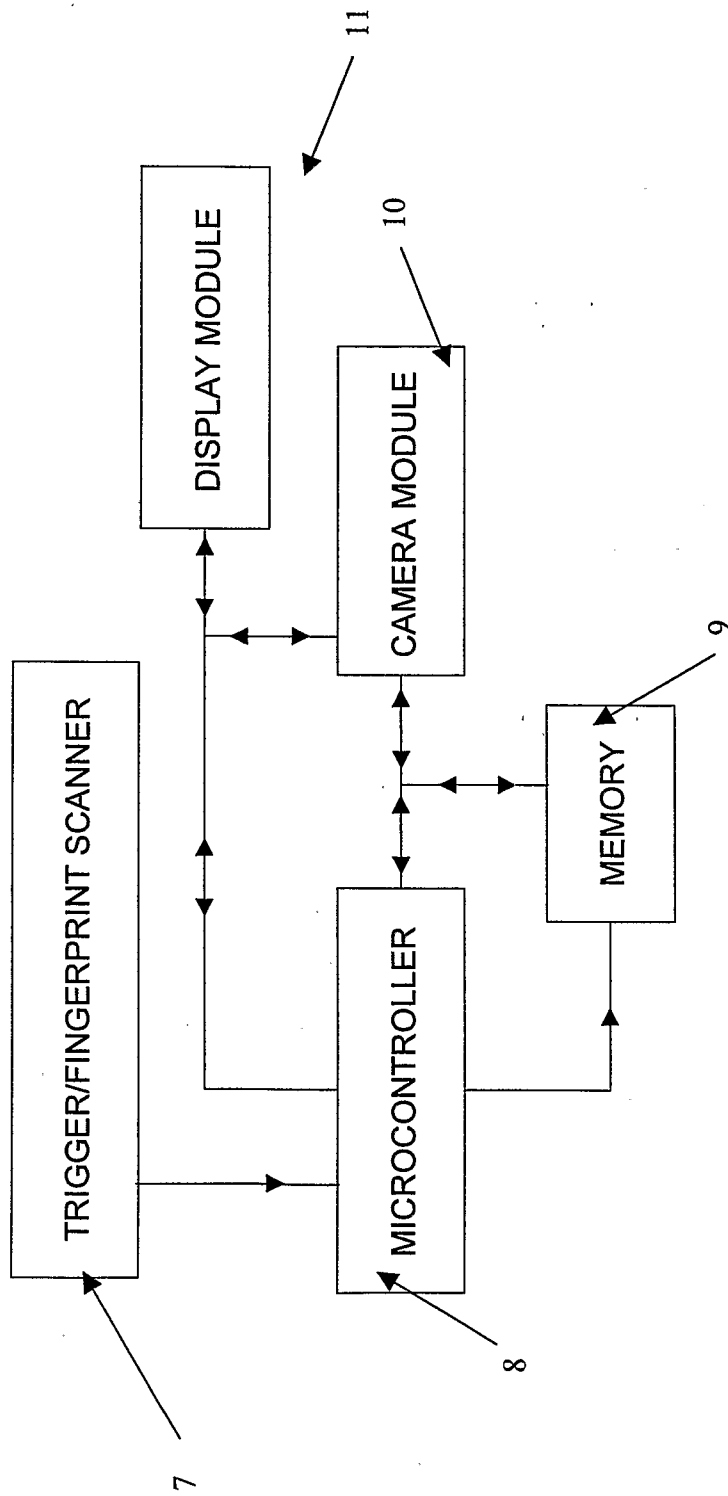 TRIGGER/FINGERPRINT SCANNER
7
DISPLAY MODULE
11
MICROCONTROLLER
8
CAMERA MODULE
10
MEMORY
9